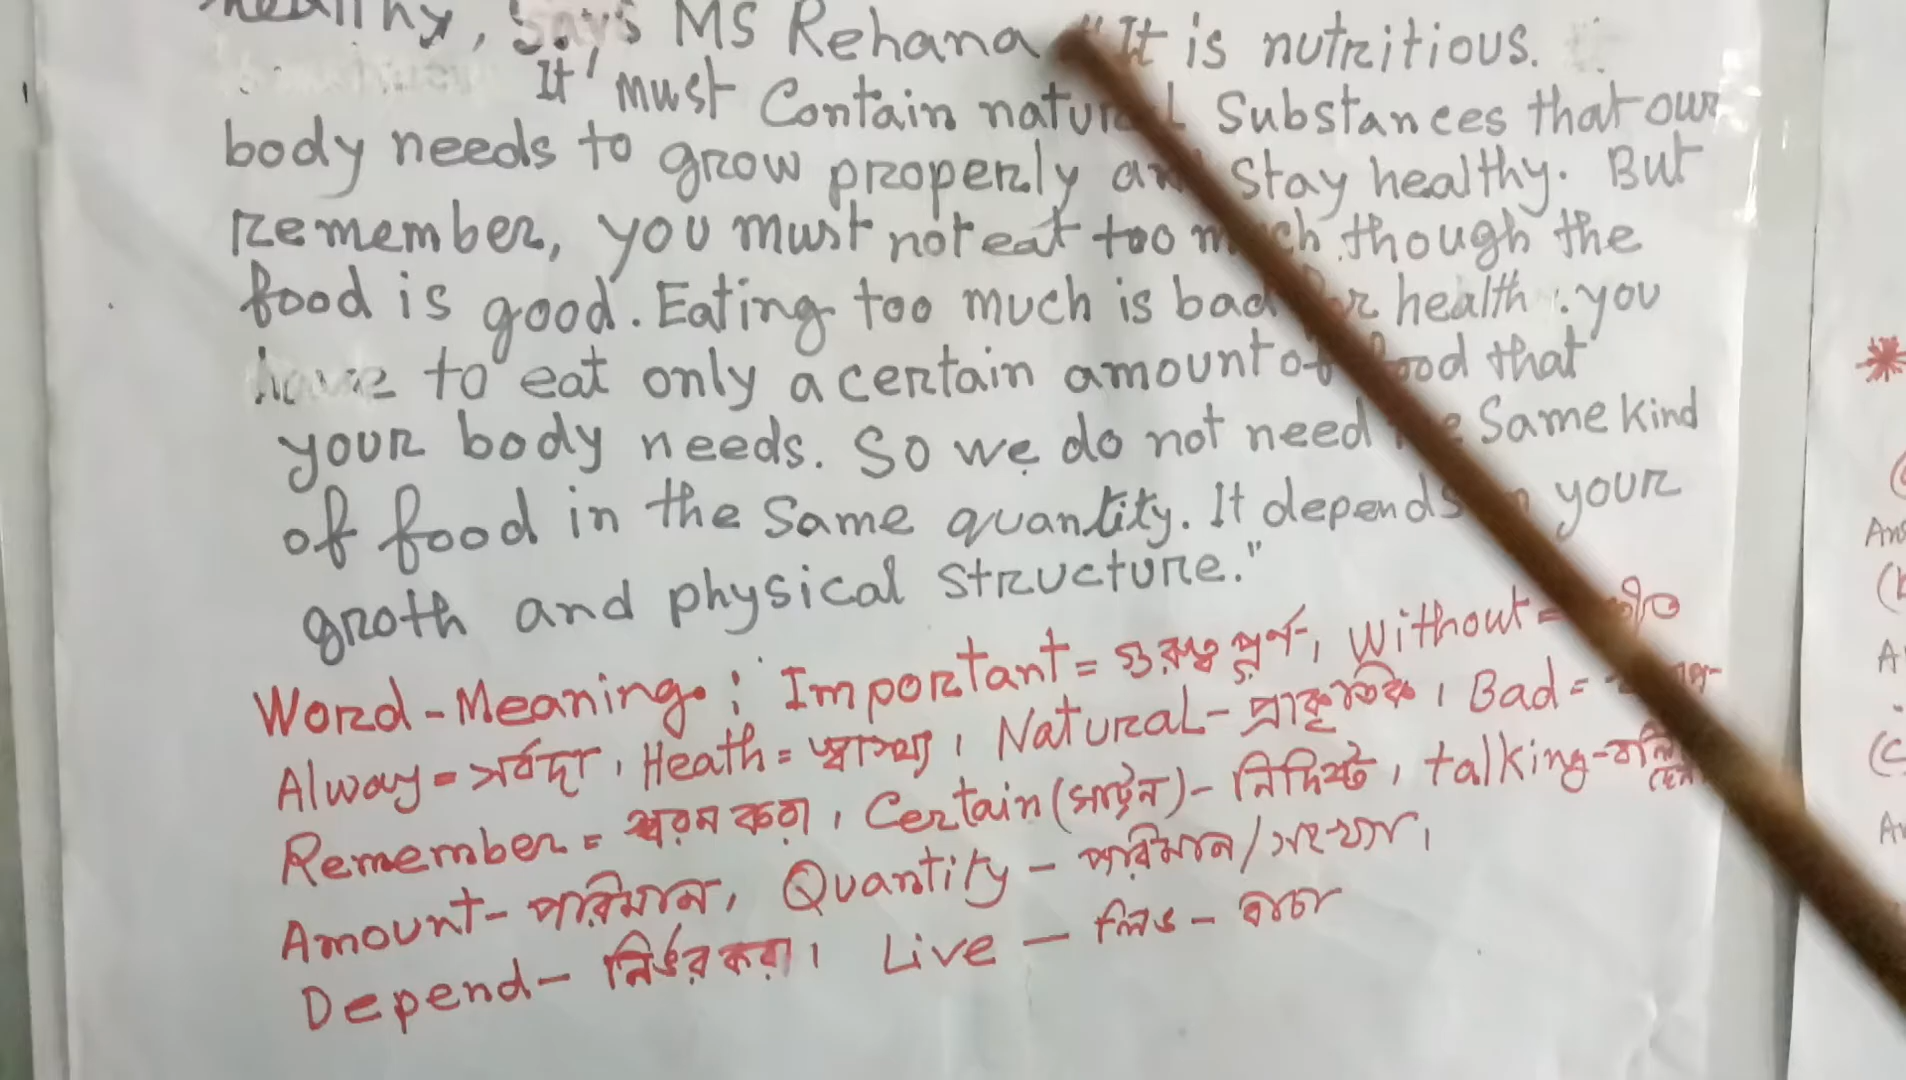 healthy, says MS Rehana "It is nutritious.
It must Contain natural Substances that our
body needs to grow properly and stay healthy. But
remember, you must not eat too much though the
food is good. Eating too much is bad for health. you
have to eat only a certain amount of food that
your body needs. So we do not need the Same kind
of food in the Same quantity. It depends on your
groth and physical structure."
Word-Meaning: Important = গুরুত্বপূর্ণ, Without =
Alway = সর্বদা, Heath = স্বাস্থ্য, Natural - প্রাকৃতিক, Bad =
Remember = স্মরন করা, Certain (সার্টেন) - নির্দিষ্ট, talking-
Amount - পরিমান, Quantity - পরিমান/সংখ্যা,
Depend - নির্ভর করা। Live - লিভ - বাচা
Ans